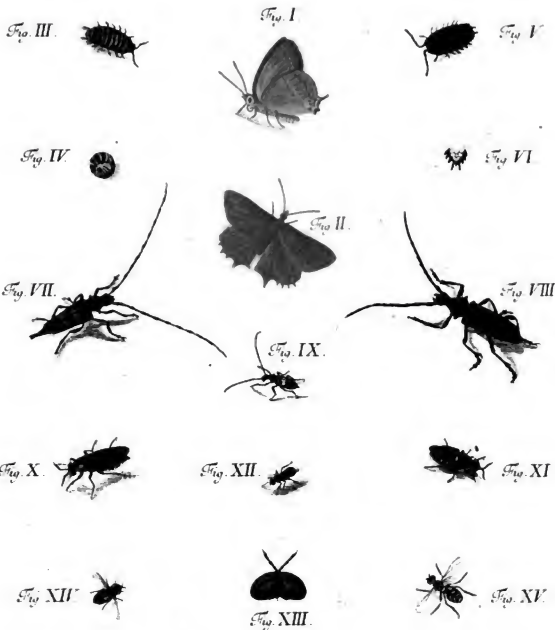 Fig. I.
Fig. III.
Fig. V.
Fig. IV.
Fig. VI.
Fig. II.
Fig. VII.
Fig. VIII
Fig. IX.
Fig. X.
Fig. XII.
Fig. XI
Fig. XIV
Fig. XIII.
Fig. XV.